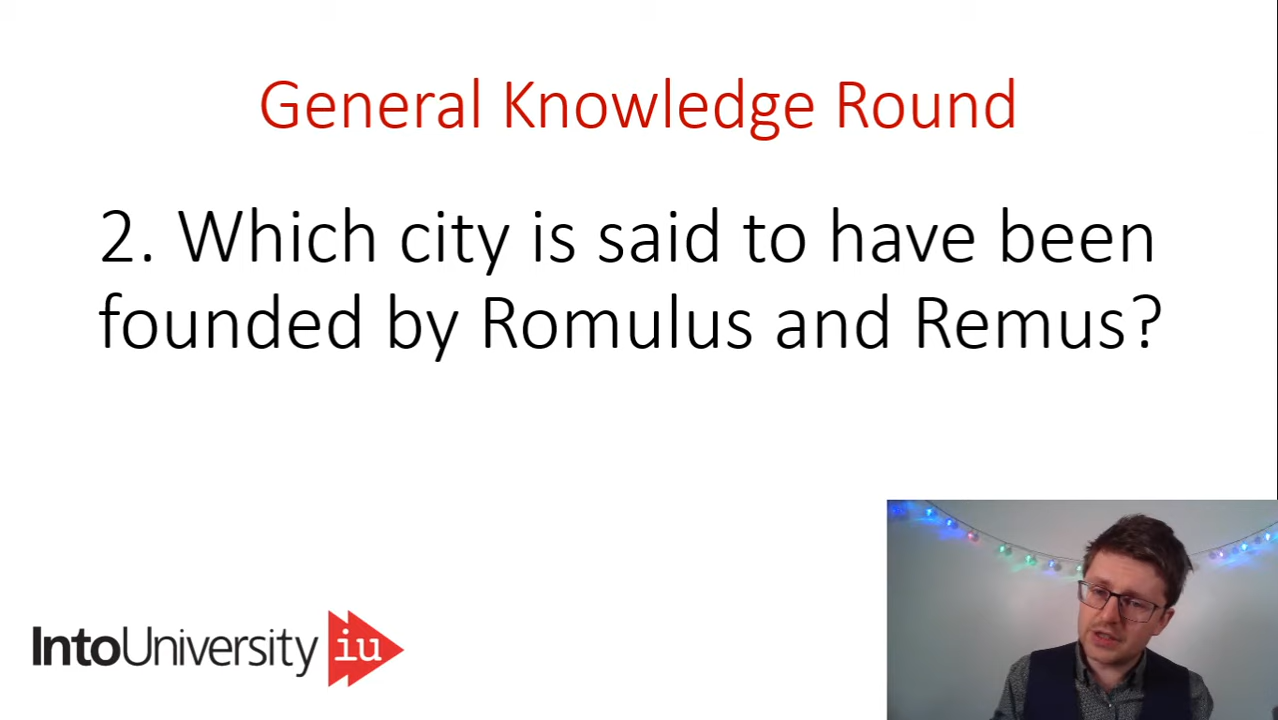 General Knowledge Round
2. Which city is said to have been
founded by Romulus and Remus?
IntoUniversity iu